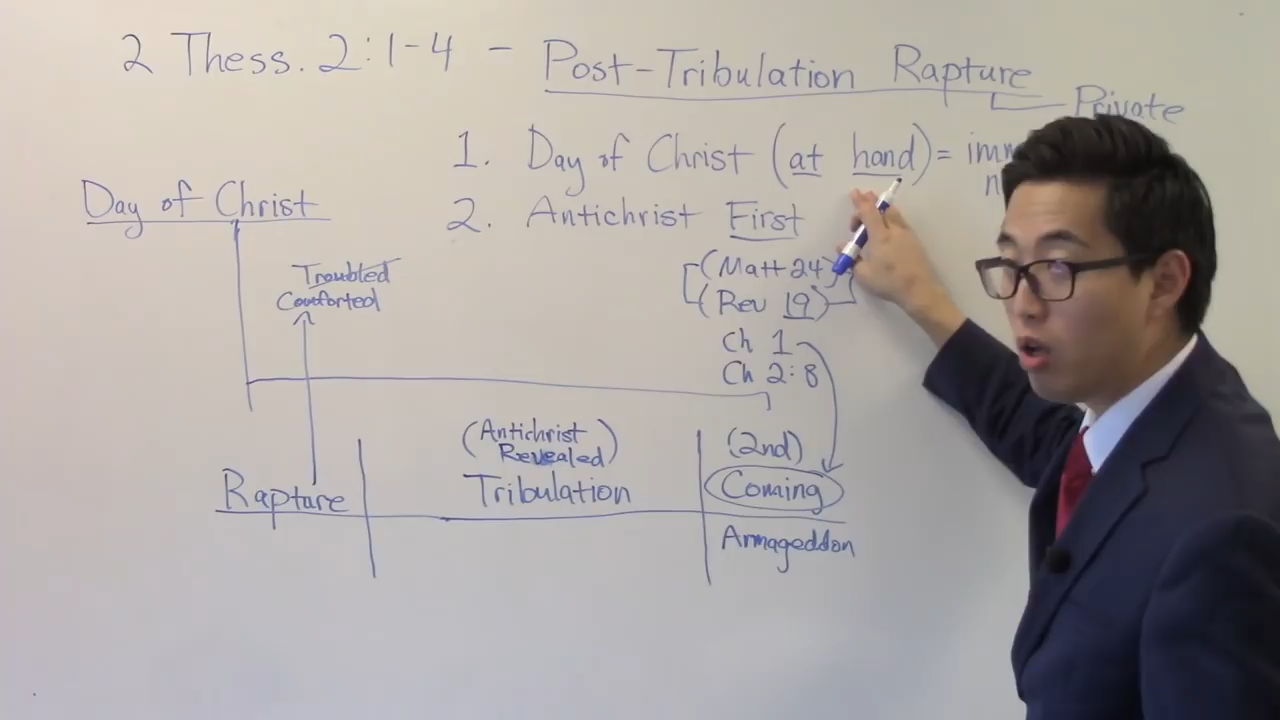 2 Thess. 2:1-4 - Post-Tribulation Rapture
Private
1. Day of Christ (at hand) =
2. Antichrist First
(Matt 24)
(Rev 19)
Ch 1
Ch 2:8
Day of Christ
Troubled
Comforted
(Antichrist
Revealed)
(2nd)
Rapture
Tribulation
Coming
Armageddon